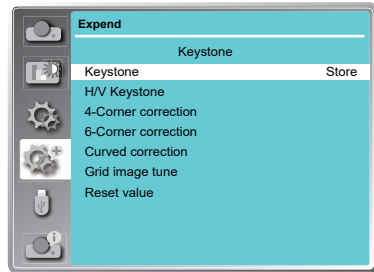 Expend
Keystone
Keystone Store
H/V Keystone
4-Corner correction
6-Corner correction
Curved correction
Grid image tune
Reset value